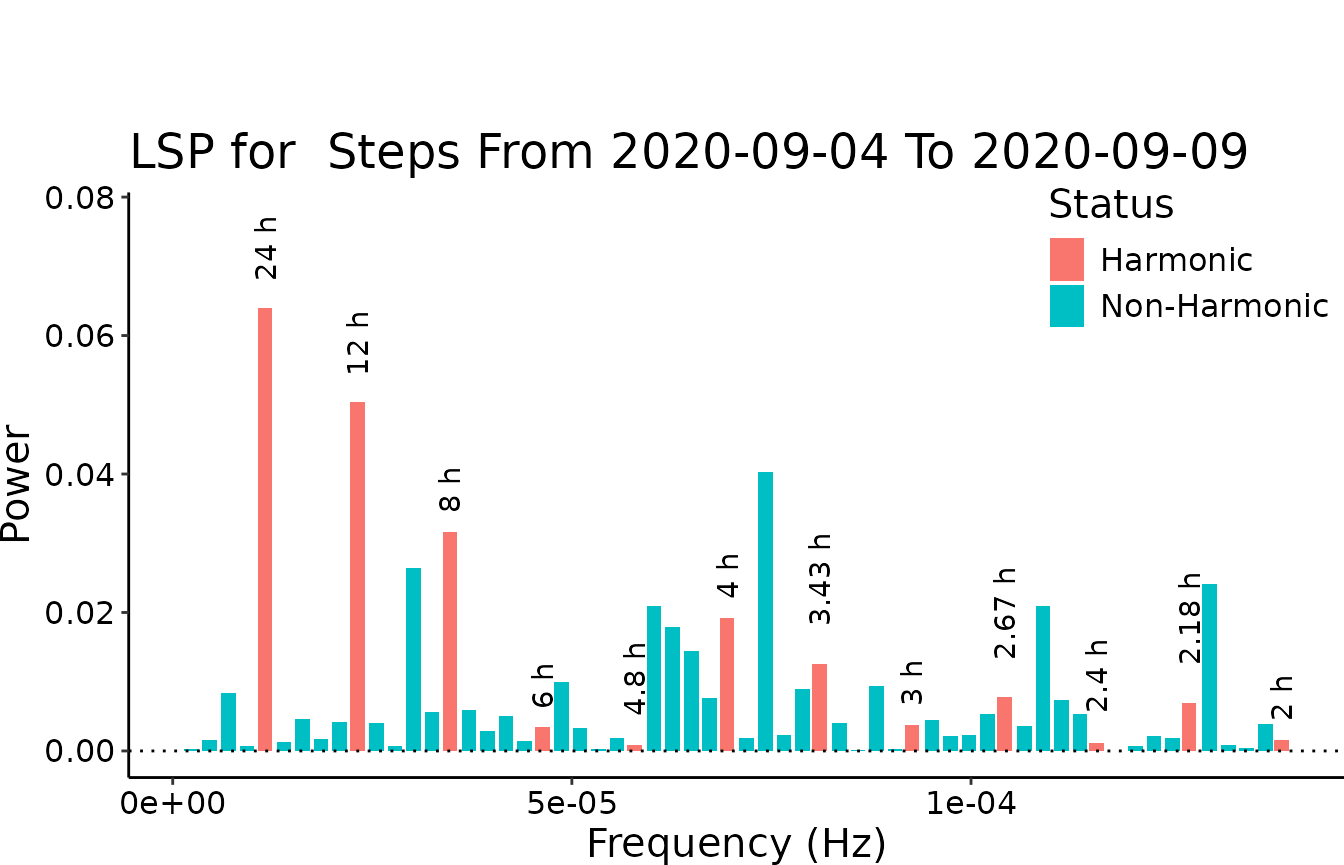 LSP for  Steps From 2020-09-04 To 2020-09-09
Status
Harmonic
Non-Harmonic
Power
0.08
0.06
0.04
0.02
0.00
24 h
12 h
8 h
6 h
4.8 h
4 h
3.43 h
3 h
2.67 h
2.4 h
2.18 h
2 h
0e+00
5e-05
1e-04
Frequency (Hz)